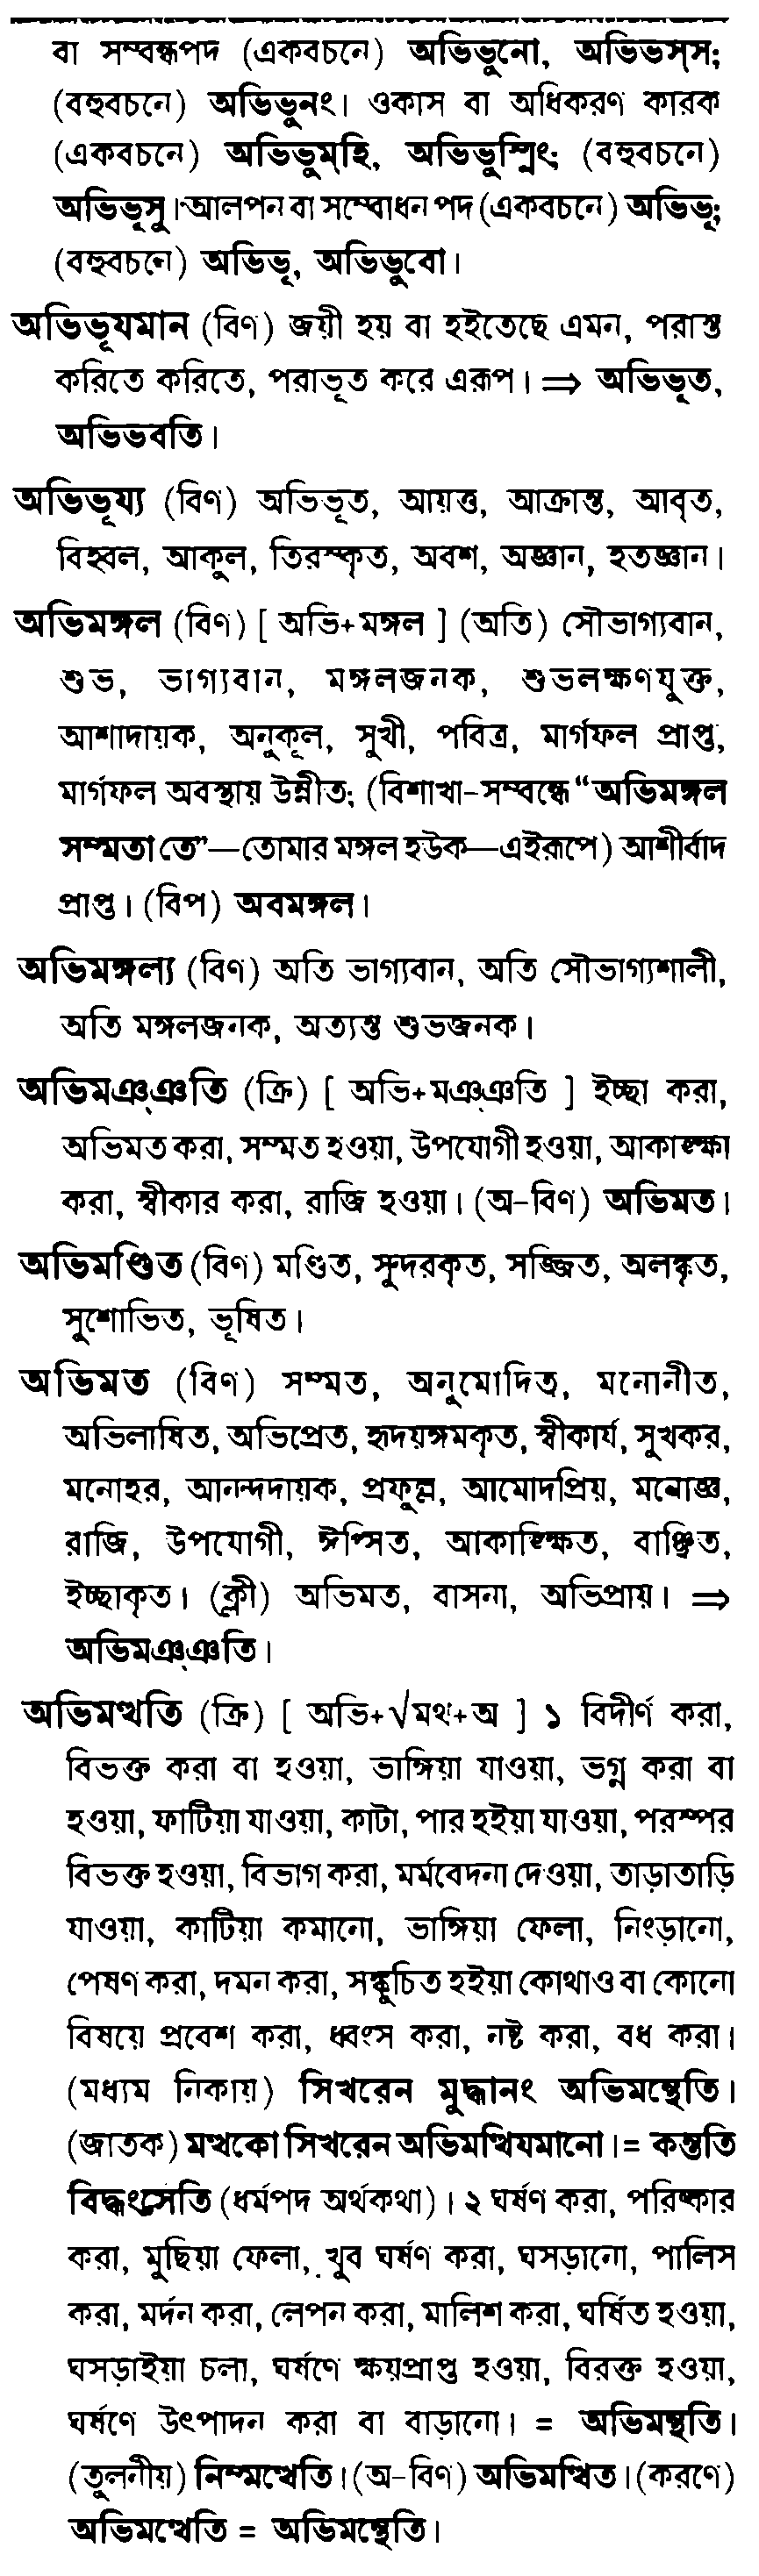 বা সম্বন্ধপদ (একবচনে) অভিভুনো, অভিভস্‌স;
(বহুবচনে) অভিভুনং। ওকাস বা অধিকরণ কারক
(একবচনে) অভিভুম্‌হি, অভিভুস্মিং; (বহুবচনে)
অভিভূসু। আলপন বা সম্বোধন পদ (একবচনে) অভিভূ;
(বহুবচনে) অভিভূ, অভিভুবো।
অভিভূযমান (বিণ) জয়ী হয় বা হইতেছে এমন, পরাস্ত
করিতে করিতে, পরাভূত করে এরূপ। ⇒ অভিভূত,
অভিভবতি।
অভিভূয্য (বিণ) অভিভূত, আয়ত্ত, আক্রান্ত, আবৃত,
বিহ্বল, আকুল, তিরস্কৃত, অবশ, অজ্ঞান, হতজ্ঞান।
অভিমঙ্গল (বিণ) [ অভি+মঙ্গল ] (অতি) সৌভাগ্যবান,
শুভ, ভাগ্যবান, মঙ্গলজনক, শুভলক্ষণযুক্ত,
আশাদায়ক, অনুকূল, সুখী, পবিত্র, মার্গফল প্রাপ্ত,
মার্গফল অবস্থায় উন্নীত; (বিশাখা-সম্বন্ধে “অভিমঙ্গল
সম্মতা তে”—তোমার মঙ্গল হউক—এইরূপে) আশীর্বাদ
প্রাপ্ত। (বিপ) অবমঙ্গল।
অভিমঙ্গল্য (বিণ) অতি ভাগ্যবান, অতি সৌভাগ্যশালী,
অতি মঙ্গলজনক, অত্যন্ত শুভজনক।
অভিমঞ্‌ঞতি (ক্রি) [ অভি+মঞ্‌ঞতি ] ইচ্ছা করা,
অভিমত করা, সম্মত হওয়া, উপযোগী হওয়া, আকাঙ্ক্ষা
করা, স্বীকার করা, রাজি হওয়া। (অ-বিণ) অভিমত।
অভিমণ্ডিত (বিণ) মণ্ডিত, সুদরকৃত, সজ্জিত, অলঙ্কৃত,
সুশোভিত, ভূষিত।
অভিমত (বিণ) সম্মত, অনুমোদিত, মনোনীত,
অভিলাষিত, অভিপ্রেত, হৃদয়ঙ্গমকৃত, স্বীকার্য, সুখকর,
মনোহর, আনন্দদায়ক, প্রফুল্ল, আমোদপ্রিয়, মনোজ্ঞ,
রাজি, উপযোগী, ঈপ্সিত, আকাঙ্ক্ষিত, বাঞ্ছিত,
ইচ্ছাকৃত। (ক্লী) অভিমত, বাসনা, অভিপ্রায়। ⇒
অভিমঞ্‌ঞতি।
অভিমত্থতি (ক্রি) [ অভি+√মথ+অ ] ১ বিদীর্ণ করা,
বিভক্ত করা বা হওয়া, ভাঙ্গিয়া যাওয়া, ভগ্ন করা বা
হওয়া, ফাটিয়া যাওয়া, কাটা, পার হইয়া যাওয়া, পরস্পর
বিভক্ত হওয়া, বিভাগ করা, মর্মবেদনা দেওয়া, তাড়াতাড়ি
যাওয়া, কাটিয়া কমানো, ভাঙ্গিয়া ফেলা, নিংড়ানো,
পেষণ করা, দমন করা, সঙ্কুচিত হইয়া কোথাও বা কোনো
বিষয়ে প্রবেশ করা, ধ্বংস করা, নষ্ট করা, বধ করা।
(মধ্যম নিকায়) সিখরেন মুদ্ধানং অভিমন্থেতি।
(জাতক) মত্থকো সিখরেন অভিমত্থিযমানো। = কন্ততি
বিদ্ধংসেতি (ধর্মপদ অর্থকথা)। ২ ঘর্ষণ করা, পরিষ্কার
করা, মুছিয়া ফেলা, খুব ঘর্ষণ করা, ঘসড়ানো, পালিস
করা, মর্দন করা, লেপন করা, মালিশ করা, ঘর্ষিত হওয়া,
ঘসড়াইয়া চলা, ঘর্ষণে ক্ষয়প্রাপ্ত হওয়া, বিরক্ত হওয়া,
ঘর্ষণে উৎপাদন করা বা বাড়ানো। = অভিমন্থতি।
(তুলনীয়) নিম্মত্থেতি। (অ-বিণ) অভিমত্থিত। (করণে)
অভিমত্থেতি = অভিমন্থেতি।